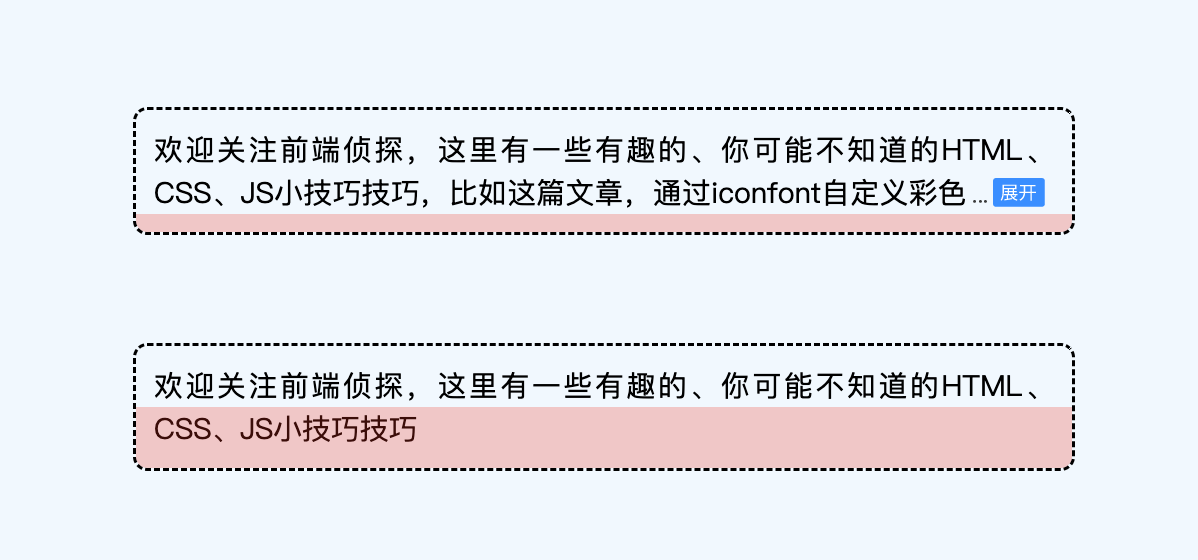 欢迎关注前端侦探，这里有一些有趣的、你可能不知道的HTML、
CSS、JS小技巧技巧，比如这篇文章，通过iconfont自定义彩色 ... 展开
欢迎关注前端侦探，这里有一些有趣的、你可能不知道的HTML、
CSS、JS小技巧技巧